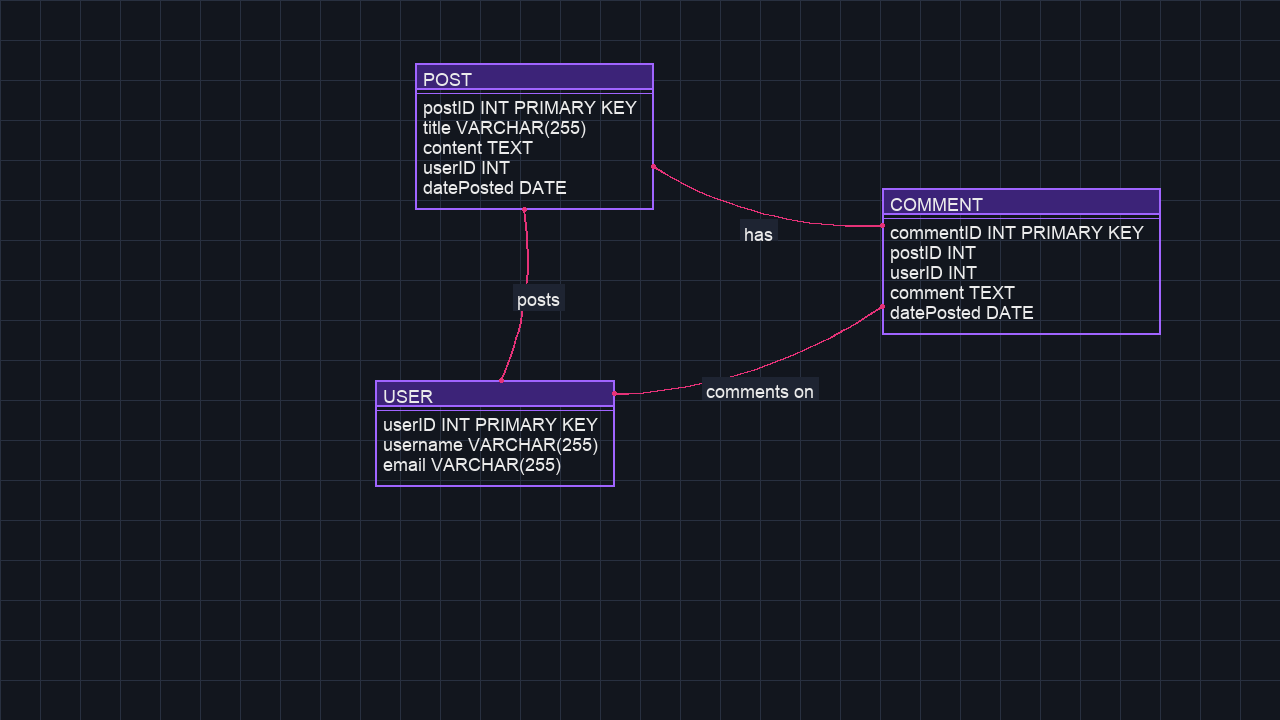 POST
postID INT PRIMARY KEY
title VARCHAR(255)
content TEXT
userID INT
datePosted DATE
has
COMMENT
commentID INT PRIMARY KEY
postID INT
userID INT
comment TEXT
datePosted DATE
posts
comments on
USER
userID INT PRIMARY KEY
username VARCHAR(255)
email VARCHAR(255)